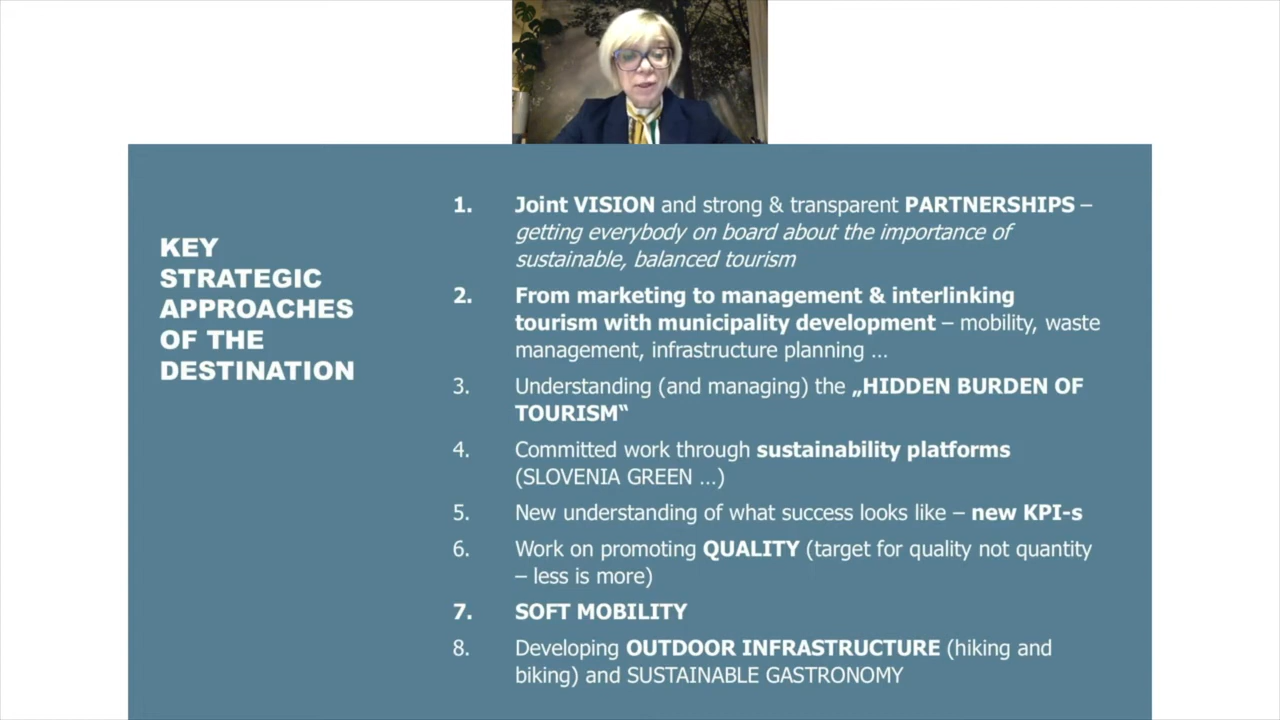 KEY
STRATEGIC
APPROACHES
OF THE
DESTINATION
1. Joint VISION and strong & transparent PARTNERSHIPS –
getting everybody on board about the importance of
sustainable, balanced tourism
2. From marketing to management & interlinking
tourism with municipality development – mobility, waste
management, infrastructure planning …
3. Understanding (and managing) the „HIDDEN BURDEN OF
TOURISM“
4. Committed work through sustainability platforms
(SLOVENIA GREEN …)
5. New understanding of what success looks like – new KPI-s
6. Work on promoting QUALITY (target for quality not quantity
– less is more)
7. SOFT MOBILITY
8. Developing OUTDOOR INFRASTRUCTURE (hiking and
biking) and SUSTAINABLE GASTRONOMY